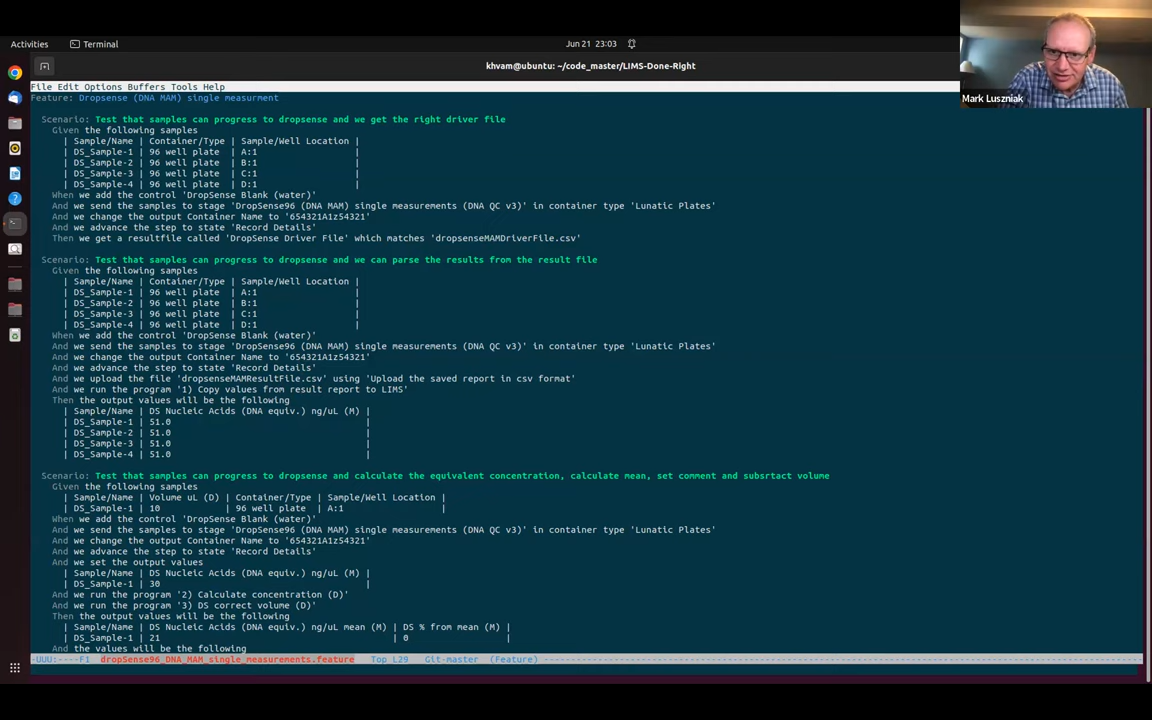 Activities
Terminal
Jun 21 23:03
khvam@ubuntu: ~/code_master/LIMS-Done-Right
Mark Luszniak
File Edit Options Buffers Tools Help
Feature: Dropsense (DNA MAM) single measurment
Scenario: Test that samples can progress to dropsense and we get the right driver file
Given the following samples
| Sample/Name | Container/Type | Sample/Well Location |
| DS_Sample-1 | 96 well plate | A:1 |
| DS_Sample-2 | 96 well plate | B:1 |
| DS_Sample-3 | 96 well plate | C:1 |
| DS_Sample-4 | 96 well plate | D:1 |
When we add the control 'DropSense Blank (water)'
And we send the samples to stage 'DropSense96 (DNA MAM) single measurements (DNA QC v3)' in container type 'Lunatic Plates'
And we change the output Container Name to '654321A1z54321'
And we advance the step to state 'Record Details'
Then we get a resultfile called 'DropSense Driver File' which matches 'dropsenseMAMDriverFile.csv'
Scenario: Test that samples can progress to dropsense and we can parse the results from the result file
Given the following samples
| Sample/Name | Container/Type | Sample/Well Location |
| DS_Sample-1 | 96 well plate | A:1 |
| DS_Sample-2 | 96 well plate | B:1 |
| DS_Sample-3 | 96 well plate | C:1 |
| DS_Sample-4 | 96 well plate | D:1 |
When we add the control 'DropSense Blank (water)'
And we send the samples to stage 'DropSense96 (DNA MAM) single measurements (DNA QC v3)' in container type 'Lunatic Plates'
And we change the output Container Name to '654321A1z54321'
And we advance the step to state 'Record Details'
And we upload the file 'dropsenseMAMResultFile.csv' using 'Upload the saved report in csv format'
And we run the program '1) Copy values from result report to LIMS'
Then the output values will be the following
| Sample/Name | DS Nucleic Acids (DNA equiv.) ng/uL (M) |
| DS_Sample-1 | 51.0 |
| DS_Sample-2 | 51.0 |
| DS_Sample-3 | 51.0 |
| DS_Sample-4 | 51.0 |
Scenario: Test that samples can progress to dropsense and calculate the equivalent concentration, calculate mean, set comment and subsrtact volume
Given the following samples
| Sample/Name | Volume uL (D) | Container/Type | Sample/Well Location |
| DS_Sample-1 | 10 | 96 well plate | A:1 |
When we add the control 'DropSense Blank (water)'
And we send the samples to stage 'DropSense96 (DNA MAM) single measurements (DNA QC v3)' in container type 'Lunatic Plates'
And we change the output Container Name to '654321A1z54321'
And we advance the step to state 'Record Details'
And we set the output values
| Sample/Name | DS Nucleic Acids (DNA equiv.) ng/uL (M) |
| DS_Sample-1 | 30
And we run the program '2) Calculate concentration (D)'
And we run the program '3) DS correct volume (D)'
Then the output values will be the following
| Sample/Name | DS Nucleic Acids (DNA equiv.) ng/uL mean (M) | DS % from mean (M) |
| DS_Sample-1 | 21 | 0 |
And the values will be the following
-UUU:----F1 dropSense96_DNA_MAM_single_measurements.feature Top L29 Git-master (Feature)